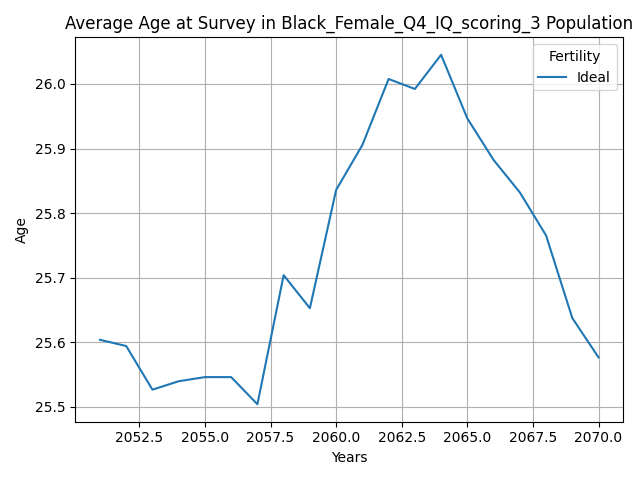 Average Age at Survey in Black_Female_Q4_IQ_scoring_3 Population
Fertility
Ideal
26.0
25.9
25.8
25.7
25.6
25.5
Age
2052.5 2055.0 2057.5 2060.0 2062.5 2065.0 2067.5 2070.0
Years